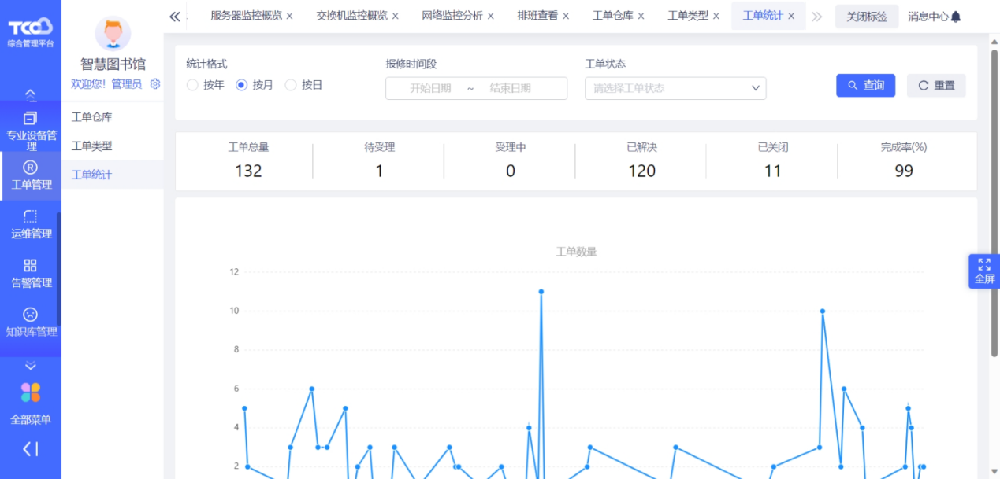 TCC
综合管理平台
专业设备管
理
工单管理
运维管理
告警管理
知识库管理
全部菜单
智慧图书馆
欢迎您! 管理员
工单仓库
工单类型
工单统计
服务器监控概览 ×
交换机监控概览 ×
网络监控分析 ×
排班查看 ×
工单仓库 ×
工单类型 ×
工单统计 ×
关闭标签
消息中心
统计格式
按年 按月 按日
报修时间段
开始日期 ~ 结束日期
工单状态
请选择工单状态
查询
重置
工单总量
132
待受理
1
受理中
0
已解决
120
已关闭
11
完成率(%)
99
全屏
工单数量
12
10
8
6
4
2